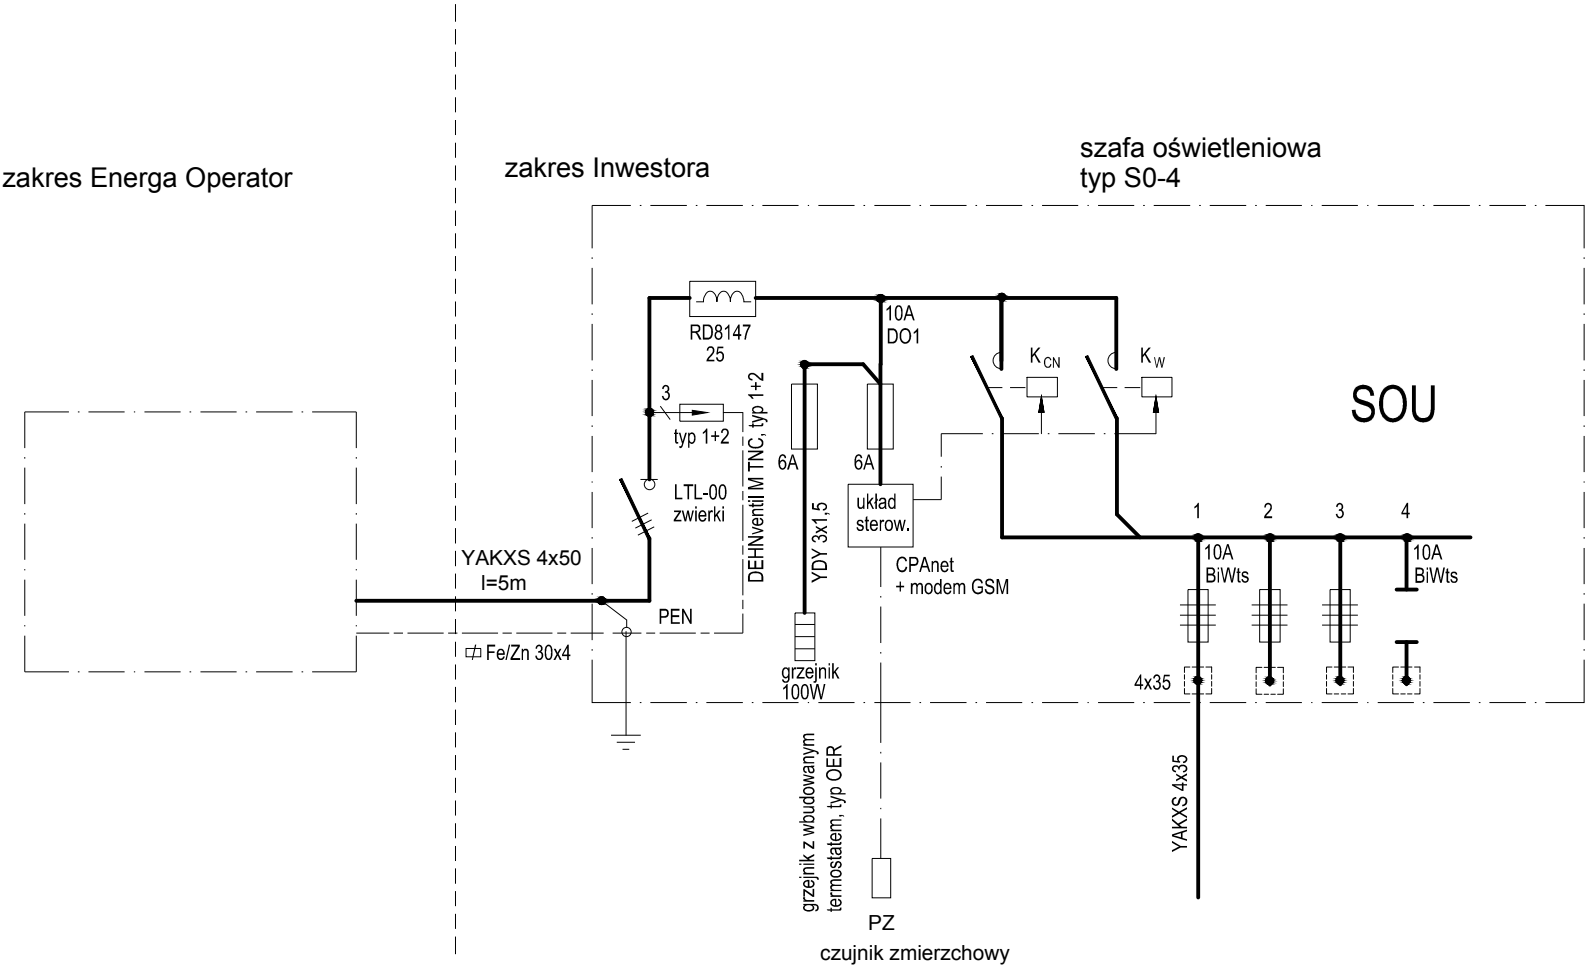 zakres Energa Operator
zakres Inwestora
szafa oświetleniowa
typ S0-4
RD8147
25
10A
DO1
K CN
K W
SOU
3
typ 1+2
DEHNventil M TNC, typ 1+2
6A
6A
LTL-00
zwierki
układ
sterow.
YDY 3x1,5
CPAnet
+ modem GSM
1
2
3
4
10A
BiWts
10A
BiWts
YAKXS 4x50
l=5m
PEN
Fe/Zn 30x4
grzejnik
100W
4x35
YAKXS 4x35
grzejnik z wbudowanym
termostatem, typ OER
PZ
czujnik zmierzchowy